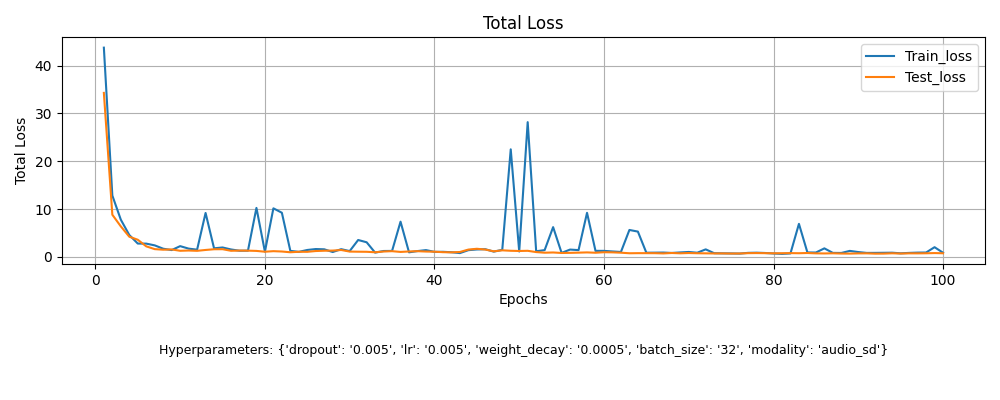 Total Loss
Train_loss
Test_loss
Total Loss
40
30
20
10
0
0 20 40 60 80 100
Epochs
Hyperparameters: {'dropout': '0.005', 'lr': '0.005', 'weight_decay': '0.0005', 'batch_size': '32', 'modality': 'audio_sd'}